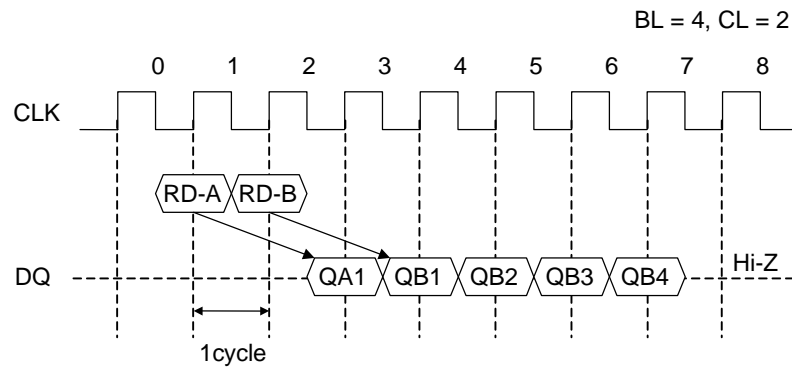 BL = 4, CL = 2
0 1 2 3 4 5 6 7 8
CLK
RD-A RD-B
DQ QA1 QB1 QB2 QB3 QB4 Hi-Z
1cycle